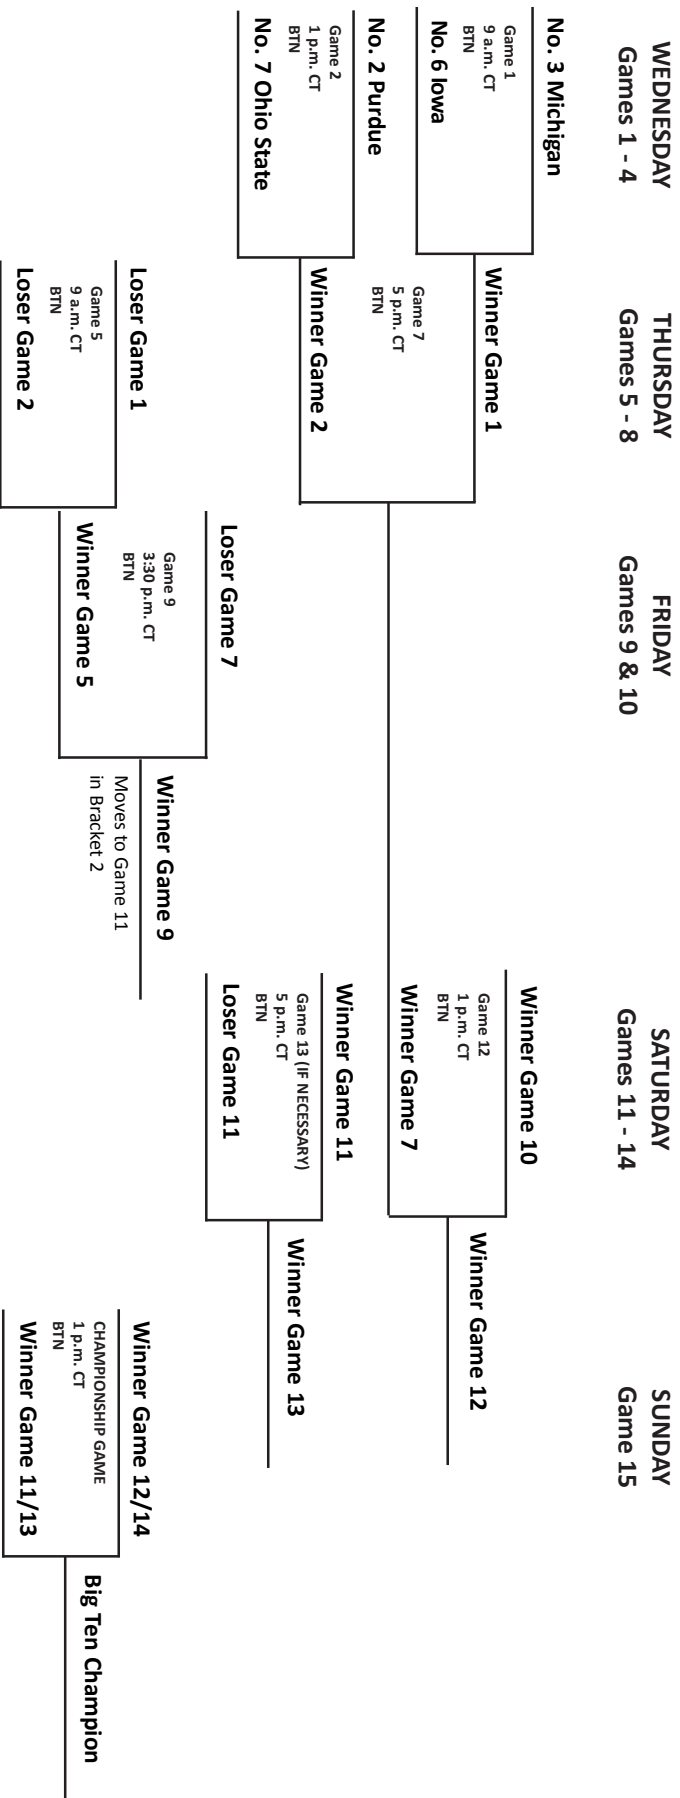 WEDNESDAY
Games 1 - 4
THURSDAY
Games 5 - 8
FRIDAY
Games 9 & 10
SATURDAY
Games 11 - 14
SUNDAY
Game 15
No. 3 Michigan
Game 1
9 a.m. CT
BTN
No. 6 Iowa
No. 2 Purdue
Game 2
1 p.m. CT
BTN
No. 7 Ohio State
Winner Game 1
Game 7
5 p.m. CT
BTN
Winner Game 2
Loser Game 1
Game 5
9 a.m. CT
BTN
Loser Game 2
Loser Game 7
Game 9
3:30 p.m. CT
BTN
Winner Game 5
Winner Game 9
Moves to Game 11
in Bracket 2
Winner Game 10
Game 12
1 p.m. CT
BTN
Winner Game 7
Winner Game 11
Game 13 (IF NECESSARY)
5 p.m. CT
BTN
Loser Game 11
Winner Game 12
Winner Game 13
Winner Game 12/14
CHAMPIONSHIP GAME
1 p.m. CT
BTN
Winner Game 11/13
Big Ten Champion